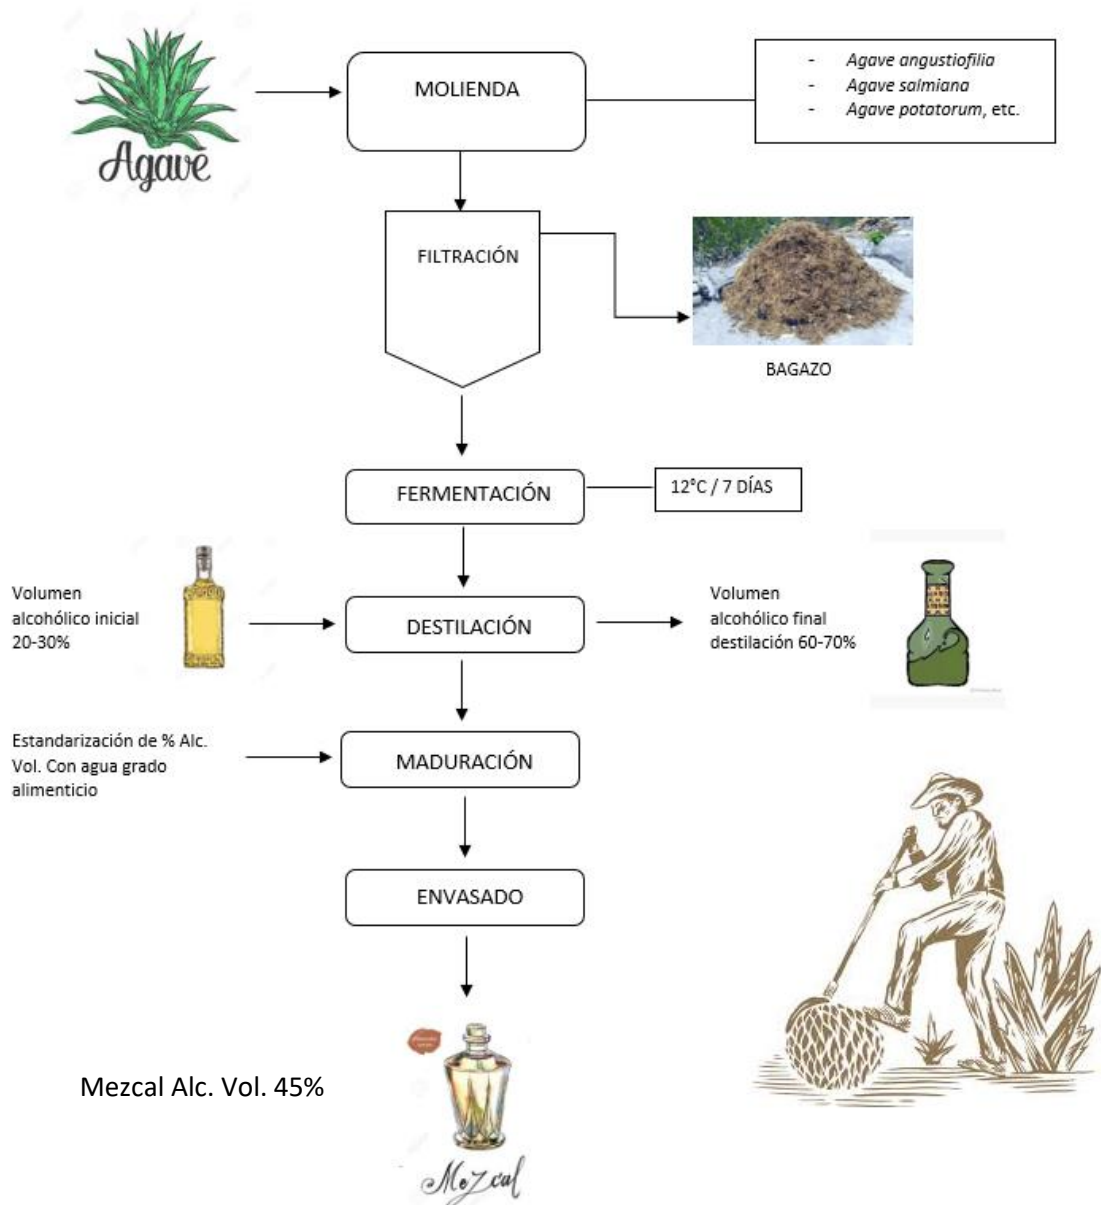 Agave
MOLIENDA
- Agave angustiofilia
- Agave salmiana
- Agave potatorum, etc.
FILTRACIÓN
BAGAZO
FERMENTACIÓN
12°C / 7 DÍAS
Volumen
alcohólico inicial
20-30%
DESTILACIÓN
Volumen
alcohólico final
destilación 60-70%
Estandarización de % Alc.
Vol. Con agua grado
alimenticio
MADURACIÓN
ENVASADO
Mezcal Alc. Vol. 45%
Mezcal